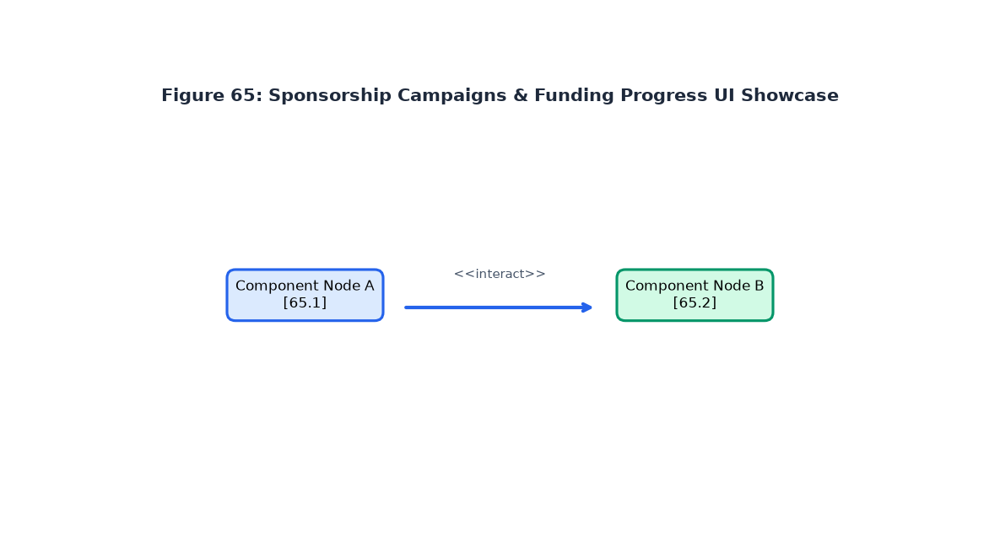 Figure 65: Sponsorship Campaigns & Funding Progress UI Showcase
<<interact>>
Component Node A
[65.1]
Component Node B
[65.2]